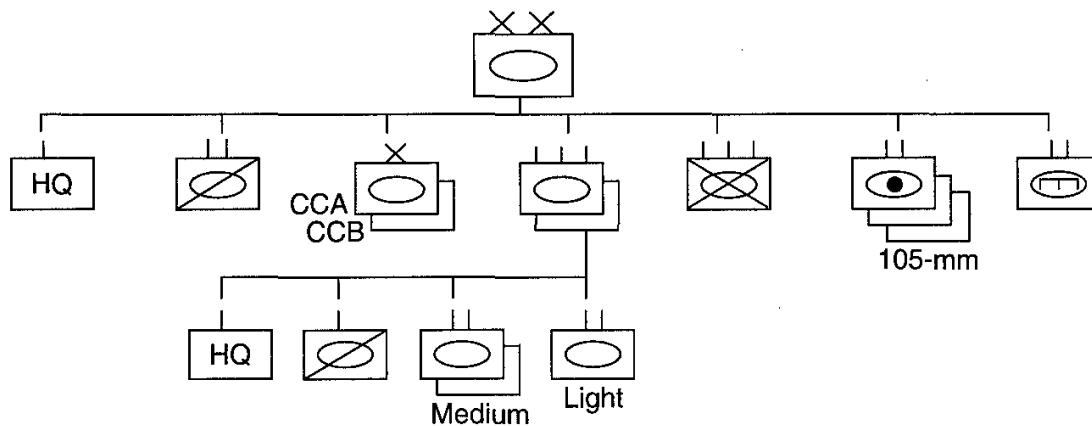 HQ
CCA
CCB
105-mm
HQ
Medium
Light